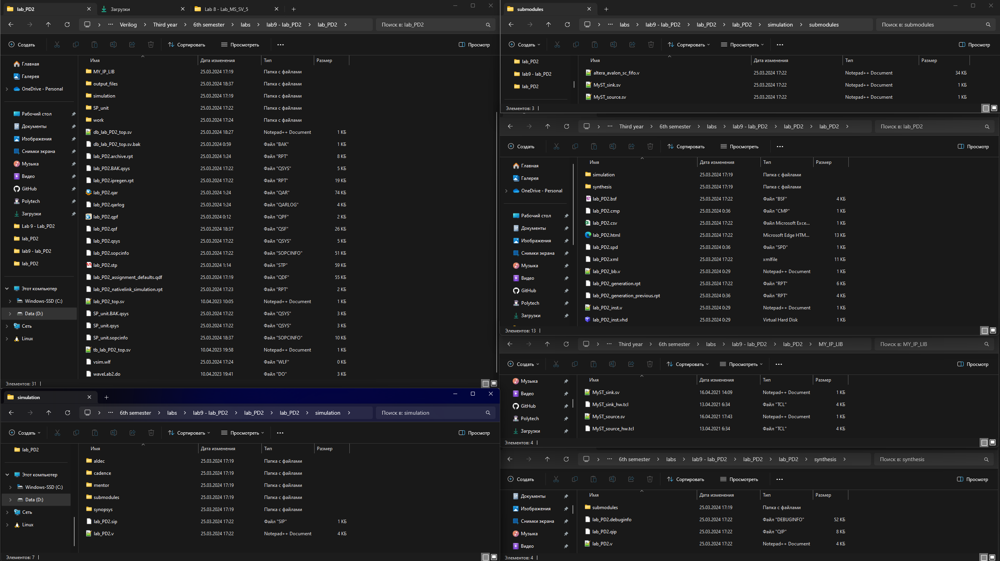 lab_PD2
Загрузки
Lab 8 - Lab_MS_SV_5
Verilog Third year 6th semester labs lab9 - lab_PD2 lab_PD2
Поиск в: lab_PD2
Создать Сортировать Просмотреть Просмотр
Главная
Галерея
OneDrive - Personal
Рабочий стол
Документы
Изображения
Снимки экрана
Музыка
Видео
GitHub
Polytech
Загрузки
Lab 9 - Lab_PD2
lab_PD2
lab9 - lab_PD2
lab_PD2
Этот компьютер
Windows-SSD (C:)
Data (D:)
Сеть
Linux
Имя Дата изменения Тип Размер
MY_IP_LIB 25.03.2024 17:19 Папка с файлами
output_files 25.03.2024 18:37 Папка с файлами
simulation 25.03.2024 17:19 Папка с файлами
SP_unit 25.03.2024 17:22 Папка с файлами
work 25.03.2024 17:24 Папка с файлами
db_lab_PD2_top.sv 25.03.2024 18:27 Notepad++ Document 1 КБ
db_lab_PD2_top.sv.bak 25.03.2024 0:59 Файл "BAK" 1 КБ
lab_PD2.archive.rpt 25.03.2024 1:24 Файл "RPT" 8 КБ
lab_PD2.BAK.qsys 25.03.2024 17:22 Файл "QSYS" 5 КБ
lab_PD2.ipregen.rpt 25.03.2024 17:22 Файл "RPT" 19 КБ
lab_PD2.qar 25.03.2024 1:24 Файл "QAR" 74 КБ
lab_PD2.qarlog 25.03.2024 1:24 Файл "QARLOG" 4 КБ
lab_PD2.qpf 25.03.2024 0:12 Файл "QPF" 2 КБ
lab_PD2.qsf 25.03.2024 18:37 Файл "QSF" 26 КБ
lab_PD2.qsys 25.03.2024 17:22 Файл "QSYS" 5 КБ
lab_PD2.sopcinfo 25.03.2024 17:22 Файл "SOPCINFO" 51 КБ
lab_PD2.stp 25.03.2024 1:14 Файл "STP" 59 КБ
lab_PD2_assignment_defaults.qdf 25.03.2024 17:19 Файл "QDF" 55 КБ
lab_PD2_nativelink_simulation.rpt 25.03.2024 17:23 Файл "RPT" 2 КБ
lab_PD2_top.sv 10.04.2023 10:05 Notepad++ Document 1 КБ
SP_unit.BAK.qsys 25.03.2024 17:22 Файл "QSYS" 3 КБ
SP_unit.qsys 25.03.2024 17:22 Файл "QSYS" 3 КБ
SP_unit.sopcinfo 25.03.2024 18:37 Файл "SOPCINFO" 10 КБ
tb_lab_PD2_top.sv 10.04.2023 19:58 Notepad++ Document 1 КБ
vsim.wlf 25.03.2024 17:24 Файл "WLF" 0 КБ
waveLab2.do 10.04.2023 19:41 Файл "DO" 3 КБ
Элементов: 31
simulation
6th semester labs lab9 - lab_PD2 lab_PD2 lab_PD2 simulation
Поиск в: simulation
Создать Сортировать Просмотреть Просмотр
lab_PD2
Этот компьютер
Windows-SSD (C:)
Data (D:)
Сеть
Linux
Имя Дата изменения Тип Размер
aldec 25.03.2024 17:19 Папка с файлами
cadence 25.03.2024 17:19 Папка с файлами
mentor 25.03.2024 17:19 Папка с файлами
submodules 25.03.2024 17:19 Папка с файлами
synopsys 25.03.2024 17:19 Папка с файлами
lab_PD2.sip 25.03.2024 17:22 Файл "SIP" 1 КБ
lab_PD2.v 25.03.2024 17:22 Notepad++ Document 4 КБ
Элементов: 7
submodules
labs lab9 - lab_PD2 lab_PD2 lab_PD2 simulation submodules
Поиск в: submodules
Создать Сортировать Просмотреть Просмотр
lab_PD2
lab9 - lab_PD2
lab_PD2
Имя Дата изменения Тип Размер
altera_avalon_sc_fifo.v 25.03.2024 17:22 Notepad++ Document 34 КБ
MyST_sink.sv 25.03.2024 17:22 Notepad++ Document 1 КБ
MyST_source.sv 25.03.2024 17:22 Notepad++ Document 1 КБ
Элементов: 3
Third year 6th semester labs lab9 - lab_PD2 lab_PD2 lab_PD2
Поиск в: lab_PD2
Создать Сортировать Просмотреть Просмотр
Главная
Галерея
OneDrive - Personal
Рабочий стол
Документы
Изображения
Снимки экрана
Музыка
Видео
GitHub
Polytech
Загрузки
Имя Дата изменения Тип Размер
simulation 25.03.2024 17:19 Папка с файлами
synthesis 25.03.2024 17:19 Папка с файлами
lab_PD2.bsf 25.03.2024 17:22 Файл "BSF" 4 КБ
lab_PD2.cmp 25.03.2024 0:36 Файл "CMP" 1 КБ
lab_PD2.csv 25.03.2024 17:22 Файл Microsoft Exce... 1 КБ
lab_PD2.html 25.03.2024 17:22 Microsoft Edge HTM... 13 КБ
lab_PD2.spd 25.03.2024 0:36 Файл "SPD" 1 КБ
lab_PD2.xml 25.03.2024 17:22 xmlfile 11 КБ
lab_PD2_bb.v 25.03.2024 0:29 Notepad++ Document 1 КБ
lab_PD2_generation.rpt 25.03.2024 17:22 Файл "RPT" 6 КБ
lab_PD2_generation_previous.rpt 25.03.2024 0:36 Файл "RPT" 4 КБ
lab_PD2_inst.v 25.03.2024 0:29 Notepad++ Document 1 КБ
lab_PD2_inst.vhd 25.03.2024 0:29 Virtual Hard Disk 1 КБ
Элементов: 13
Third year 6th semester labs lab9 - lab_PD2 lab_PD2 MY_IP_LIB
Поиск в: MY_IP_LIB
Создать Сортировать Просмотреть Просмотр
Музыка
Видео
GitHub
Polytech
Загрузки
Имя Дата изменения Тип Размер
MyST_sink.sv 16.04.2021 14:09 Notepad++ Document 1 КБ
MyST_sink_hw.tcl 13.04.2021 6:34 Файл "TCL" 4 КБ
MyST_source.sv 16.04.2021 17:43 Notepad++ Document 1 КБ
MyST_source_hw.tcl 13.04.2021 6:34 Файл "TCL" 4 КБ
Элементов: 4
6th semester labs lab9 - lab_PD2 lab_PD2 lab_PD2 synthesis
Поиск в: synthesis
Создать Сортировать Просмотреть Просмотр
Документы
Изображения
Снимки экрана
Музыка
Видео
Имя Дата изменения Тип Размер
submodules 25.03.2024 17:19 Папка с файлами
lab_PD2.debuginfo 25.03.2024 17:22 Файл "DEBUGINFO" 52 КБ
lab_PD2.qip 25.03.2024 17:22 Файл "QIP" 8 КБ
lab_PD2.v 25.03.2024 17:22 Notepad++ Document 4 КБ
Элементов: 4